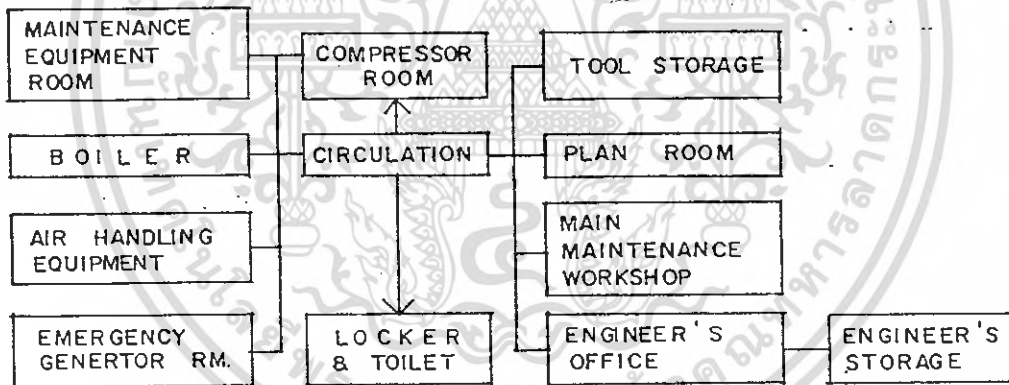 MAINTENANCE
EQUIPMENT
ROOM
COMPRESSOR
ROOM
TOOL STORAGE
BOILER
CIRCULATION
PLAN ROOM
AIR HANDLING
EQUIPMENT
MAIN
MAINTENANCE
WORKSHOP
EMERGENCY
GENERTOR RM.
LOCKER
& TOILET
ENGINEER'S
OFFICE
ENGINEER'S
STORAGE